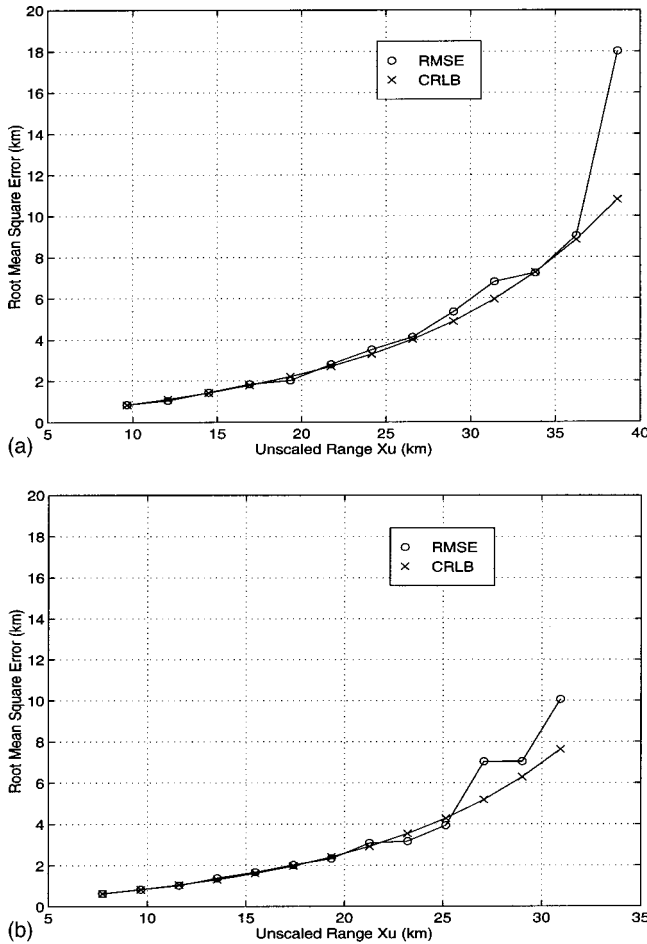 20
18
16
14
12
10
8
6
4
2
0
Root Mean Square Error (km)
RMSE
CRLB
5 10 15 20 25 30 35 40
(a)
Unscaled Range Xu (km)
20
18
16
14
12
10
8
6
4
2
0
Root Mean Square Error (km)
RMSE
CRLB
5 10 15 20 25 30 35
(b)
Unscaled Range Xu (km)